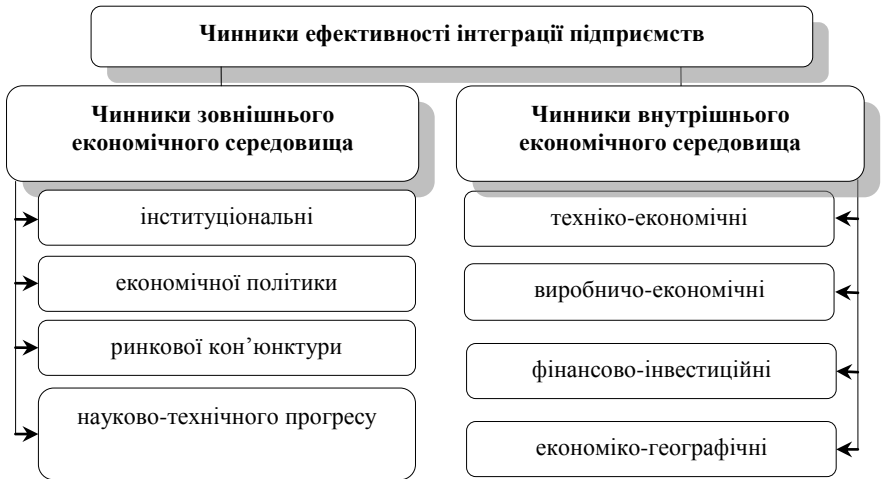 Чинники ефективності інтеграції підприємств
Чинники зовнішнього
економічного середовища
інституціональні
економічної політики
ринкової кон’юнктури
науково-технічного прогресу
Чинники внутрішнього
економічного середовища
техніко-економічні
виробничо-економічні
фінансово-інвестиційні
економіко-географічні